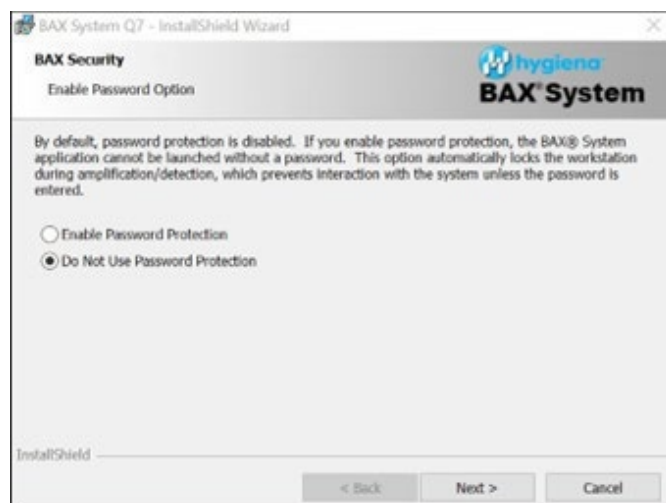 BAX System Q7 - InstallShield Wizard
BAX Security
Enable Password Option
hygiena
BAX® System
By default, password protection is disabled. If you enable password protection, the BAX® System
application cannot be launched without a password. This option automatically locks the workstation
during amplification/detection, which prevents interaction with the system unless the password is
entered.
Enable Password Protection
Do Not Use Password Protection
InstallShield
< Back
Next >
Cancel